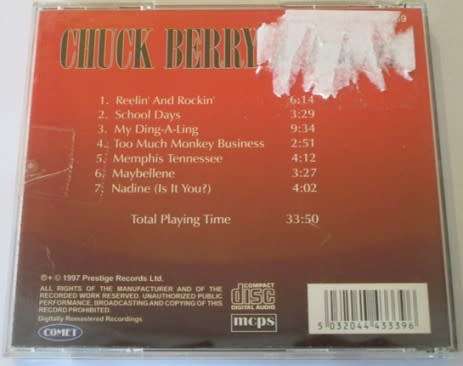 CHUCK BERRY
1. Reelin' And Rockin' 6:14
2. School Days 3:29
3. My Ding-A-Ling 9:34
4. Too Much Monkey Business 2:51
5. Memphis Tennessee 4:12
6. Maybellene 3:27
7. Nadine (Is It You?) 4:02
Total Playing Time 33:50
℗+ © 1997 Prestige Records Ltd.
ALL RIGHTS OF THE MANUFACTURER AND OF THE
RECORDED WORK RESERVED. UNAUTHORIZED PUBLIC
PERFORMANCE, BROADCASTING AND COPYING OF THIS
RECORD PROHIBITED.
Digitally Remastered Recordings
COMET
COMPACT
disc
DIGITAL AUDIO
mcps
5 032044 433396